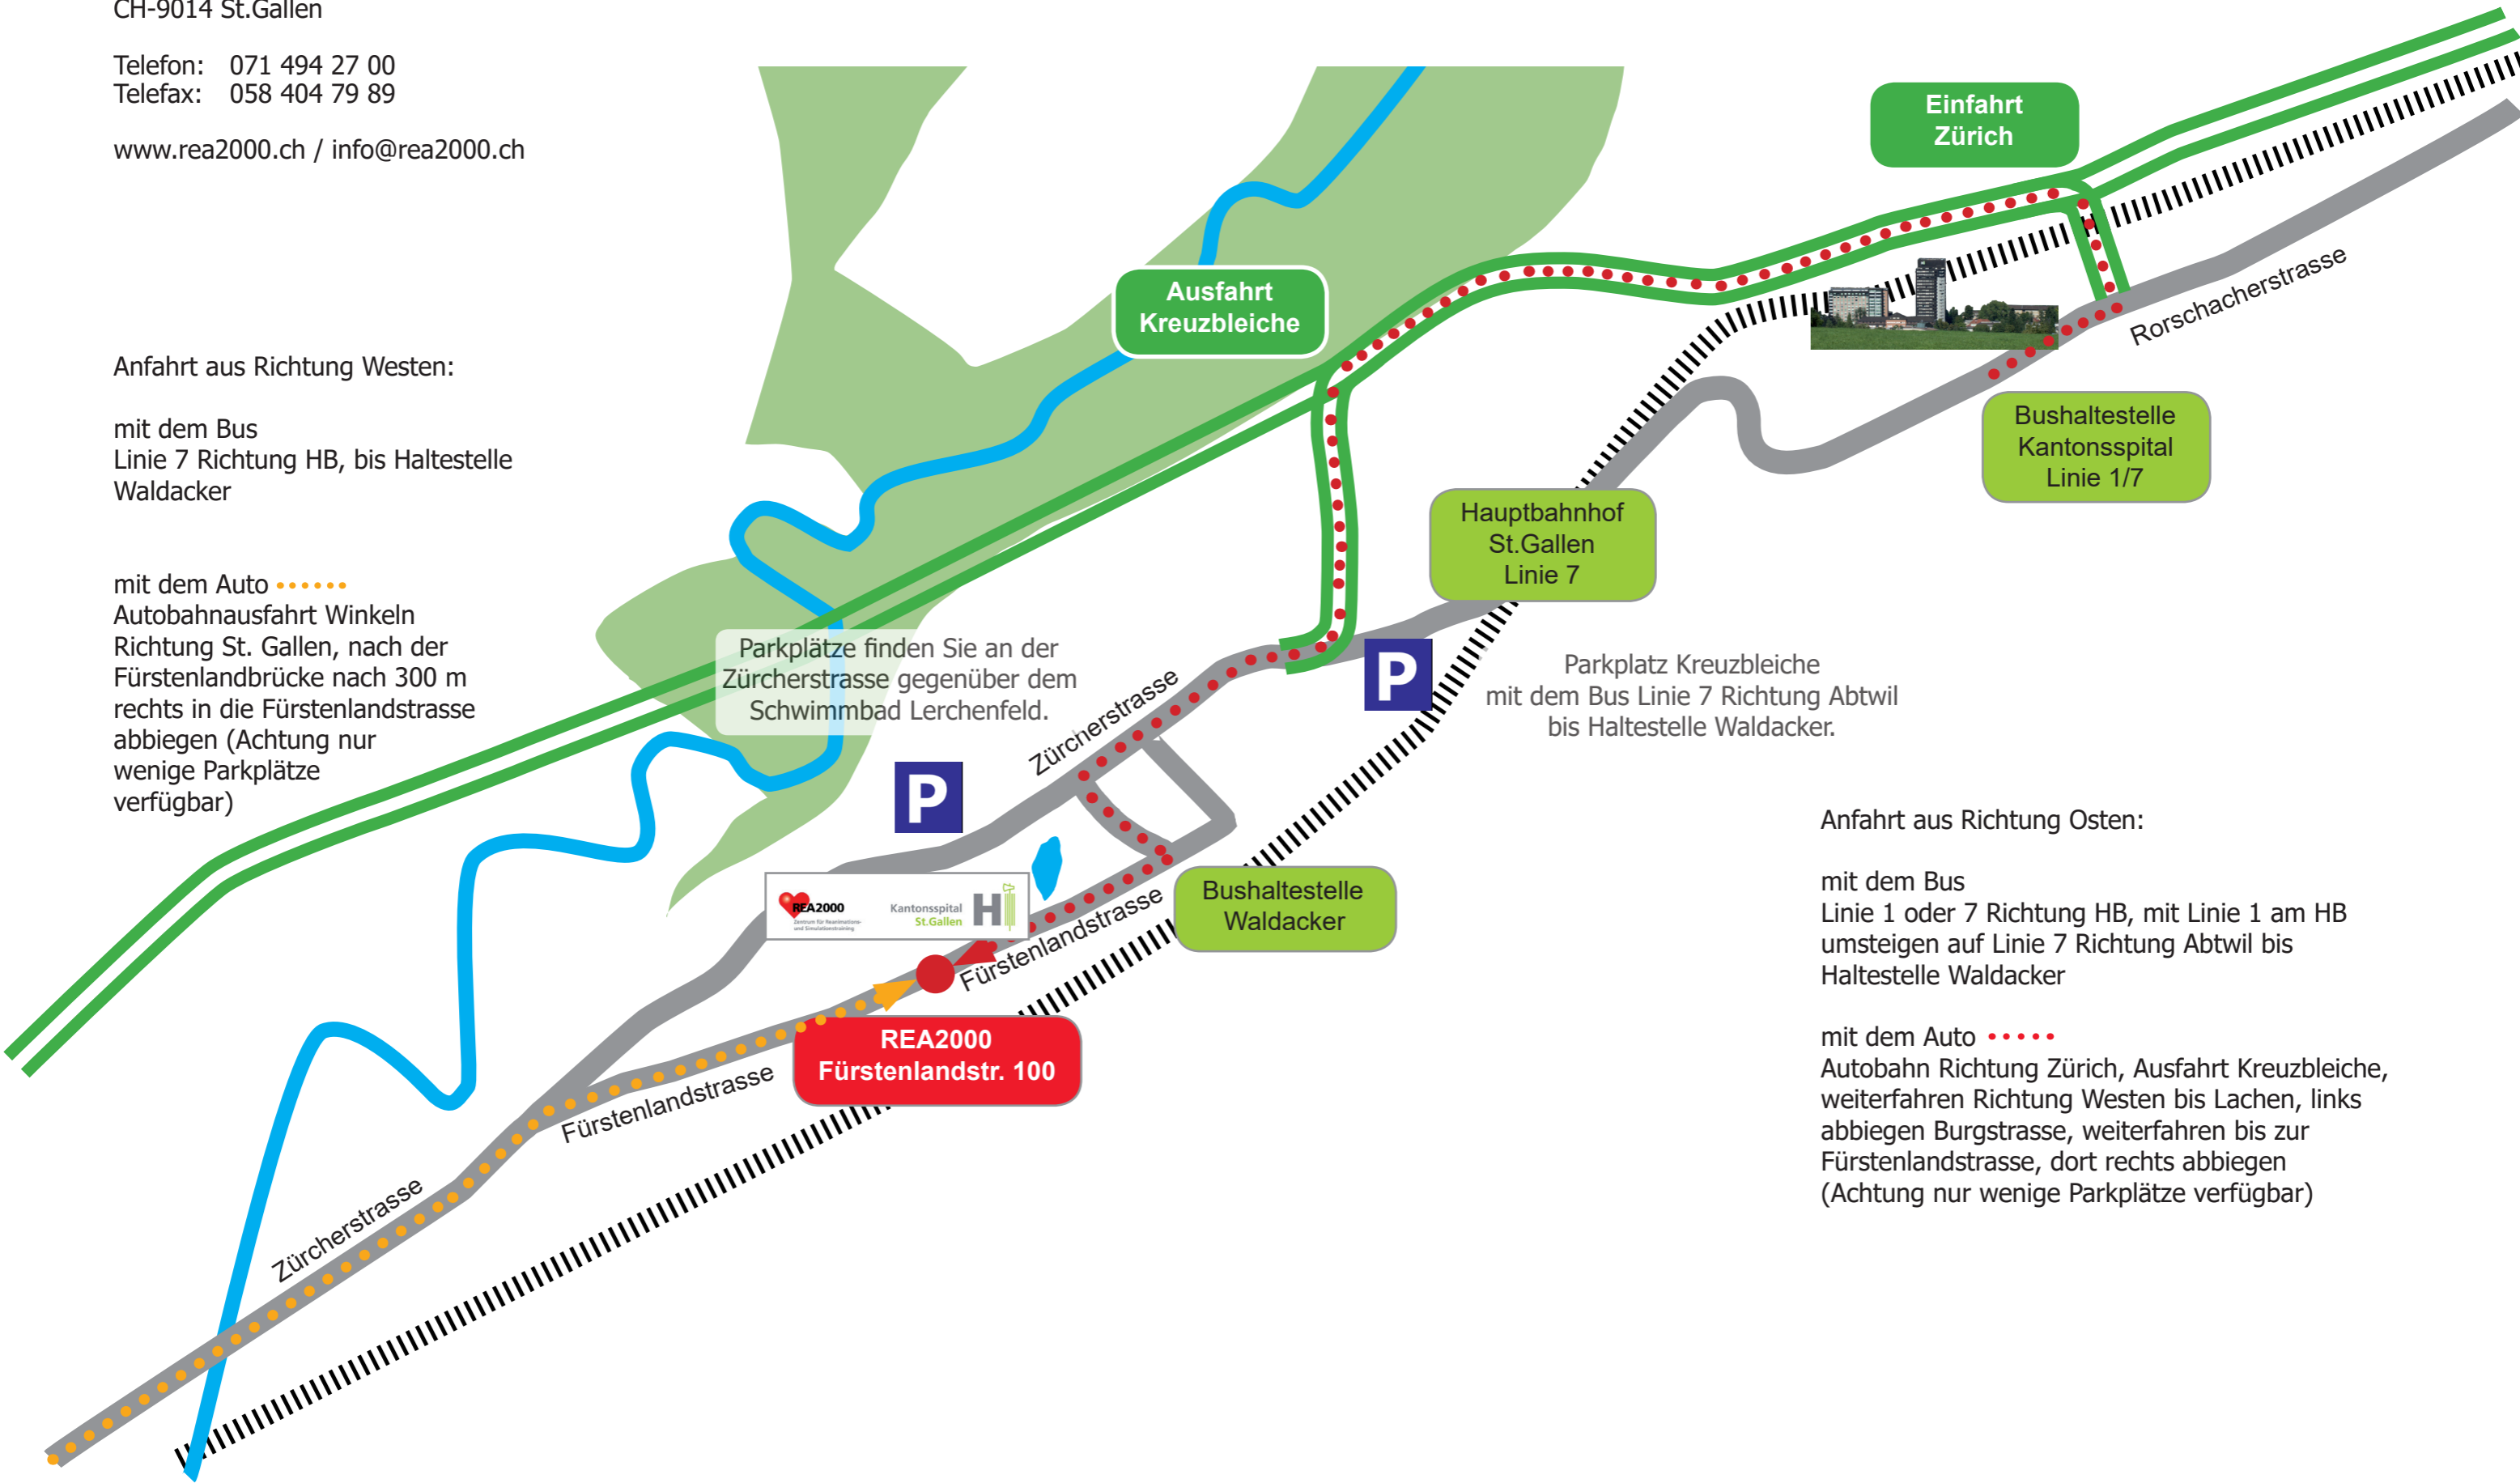 CH-9014 St.Gallen
Telefon: 071 494 27 00
Telefax: 058 404 79 89
www.rea2000.ch / info@rea2000.ch
Anfahrt aus Richtung Westen:
mit dem Bus
Linie 7 Richtung HB, bis Haltestelle
Waldacker
mit dem Auto
Autobahnausfahrt Winkeln
Richtung St. Gallen, nach der
Fürstenlandbrücke nach 300 m
rechts in die Fürstenlandstrasse
abbiegen (Achtung nur
wenige Parkplätze
verfügbar)
Einfahrt
Zürich
Ausfahrt
Kreuzbleiche
Rorschacherstrasse
Bushaltestelle
Kantonsspital
Linie 1/7
Hauptbahnhof
St.Gallen
Linie 7
Parkplätze finden Sie an der
Zürcherstrasse gegenüber dem
Schwimmbad Lerchenfeld.
Zürcherstrasse
P
Parkplatz Kreuzbleiche
mit dem Bus Linie 7 Richtung Abtwil
bis Haltestelle Waldacker.
P
REA2000
Zentrum für Reanimations-
und Simulationstraining
Kantonsspital
St.Gallen
H
Bushaltestelle
Waldacker
Fürstenlandstrasse
REA2000
Fürstenlandstr. 100
Fürstenlandstrasse
Zürcherstrasse
Anfahrt aus Richtung Osten:
mit dem Bus
Linie 1 oder 7 Richtung HB, mit Linie 1 am HB
umsteigen auf Linie 7 Richtung Abtwil bis
Haltestelle Waldacker
mit dem Auto
Autobahn Richtung Zürich, Ausfahrt Kreuzbleiche,
weiterfahren Richtung Westen bis Lachen, links
abbiegen Burgstrasse, weiterfahren bis zur
Fürstenlandstrasse, dort rechts abbiegen
(Achtung nur wenige Parkplätze verfügbar)